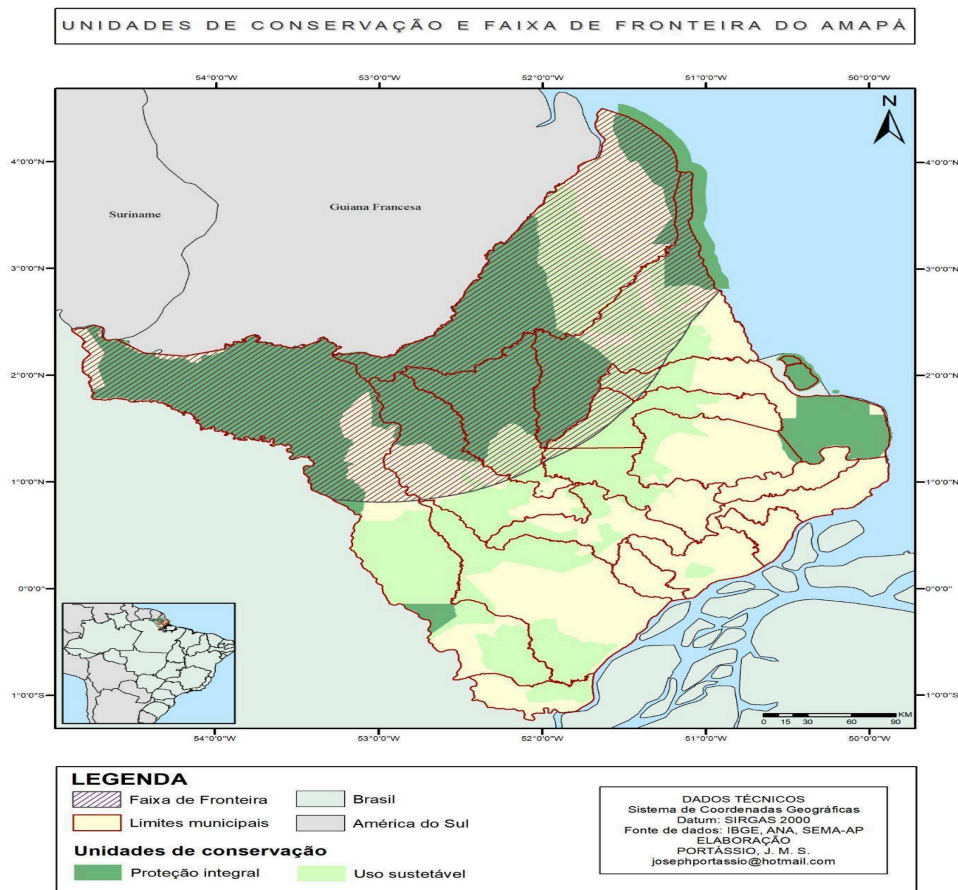 UNIDADES DE CONSERVAÇÃO E FAIXA DE FRONTEIRA DO AMAPÁ
54°0'0"W 53°0'0"W 52°0'0"W 51°0'0"W 50°0'0"W
N
4°0'0"N 4°0'0"N
Suriname
Guiana Francesa
3°0'0"N 3°0'0"N
2°0'0"N 2°0'0"N
1°0'0"N 1°0'0"N
0°0'0" 0°0'0"
1°0'0"S 1°0'0"S
KM
0 15 30 60 90
54°0'0"W 53°0'0"W 52°0'0"W 51°0'0"W 50°0'0"W
LEGENDA
Faixa de Fronteira
Brasil
Limites municipais
América do Sul
Unidades de conservação
Proteção integral
Uso sustetável
DADOS TÉCNICOS
Sistema de Coordenadas Geográficas
Datum: SIRGAS 2000
Fonte de dados: IBGE, ANA, SEMA-AP
ELABORAÇÃO
PORTÁSSIO, J. M. S.
josephportassio@hotmail.com